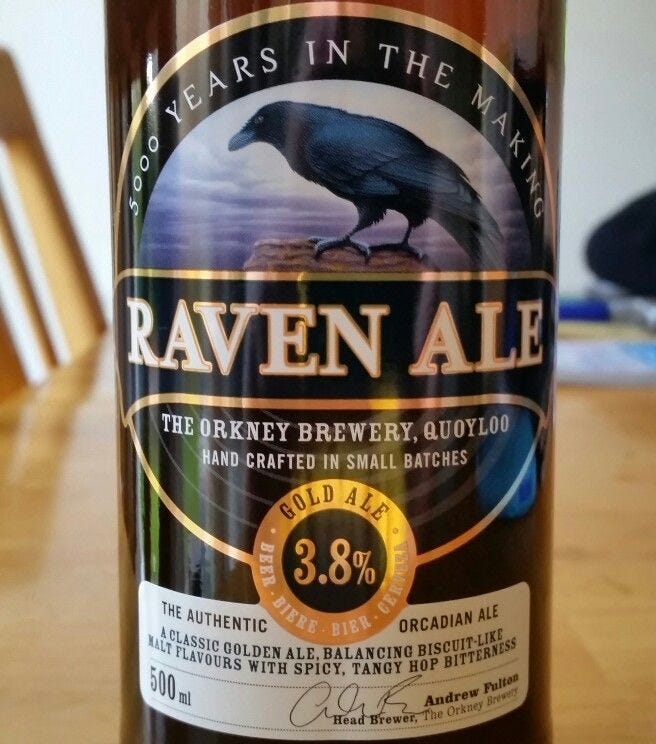 5000 YEARS IN THE MAKING
RAVEN ALE
THE ORKNEY BREWERY, QUOYLOO
HAND CRAFTED IN SMALL BATCHES
GOLD ALE
3.8%
BEER · BIERE · BIER · CERVEZA
THE AUTHENTIC ORCADIAN ALE
A CLASSIC GOLDEN ALE, BALANCING BISCUIT-LIKE
MALT FLAVOURS WITH SPICY, TANGY HOP BITTERNESS
500 ml
Andrew Fulton
Head Brewer, The Orkney Brewery